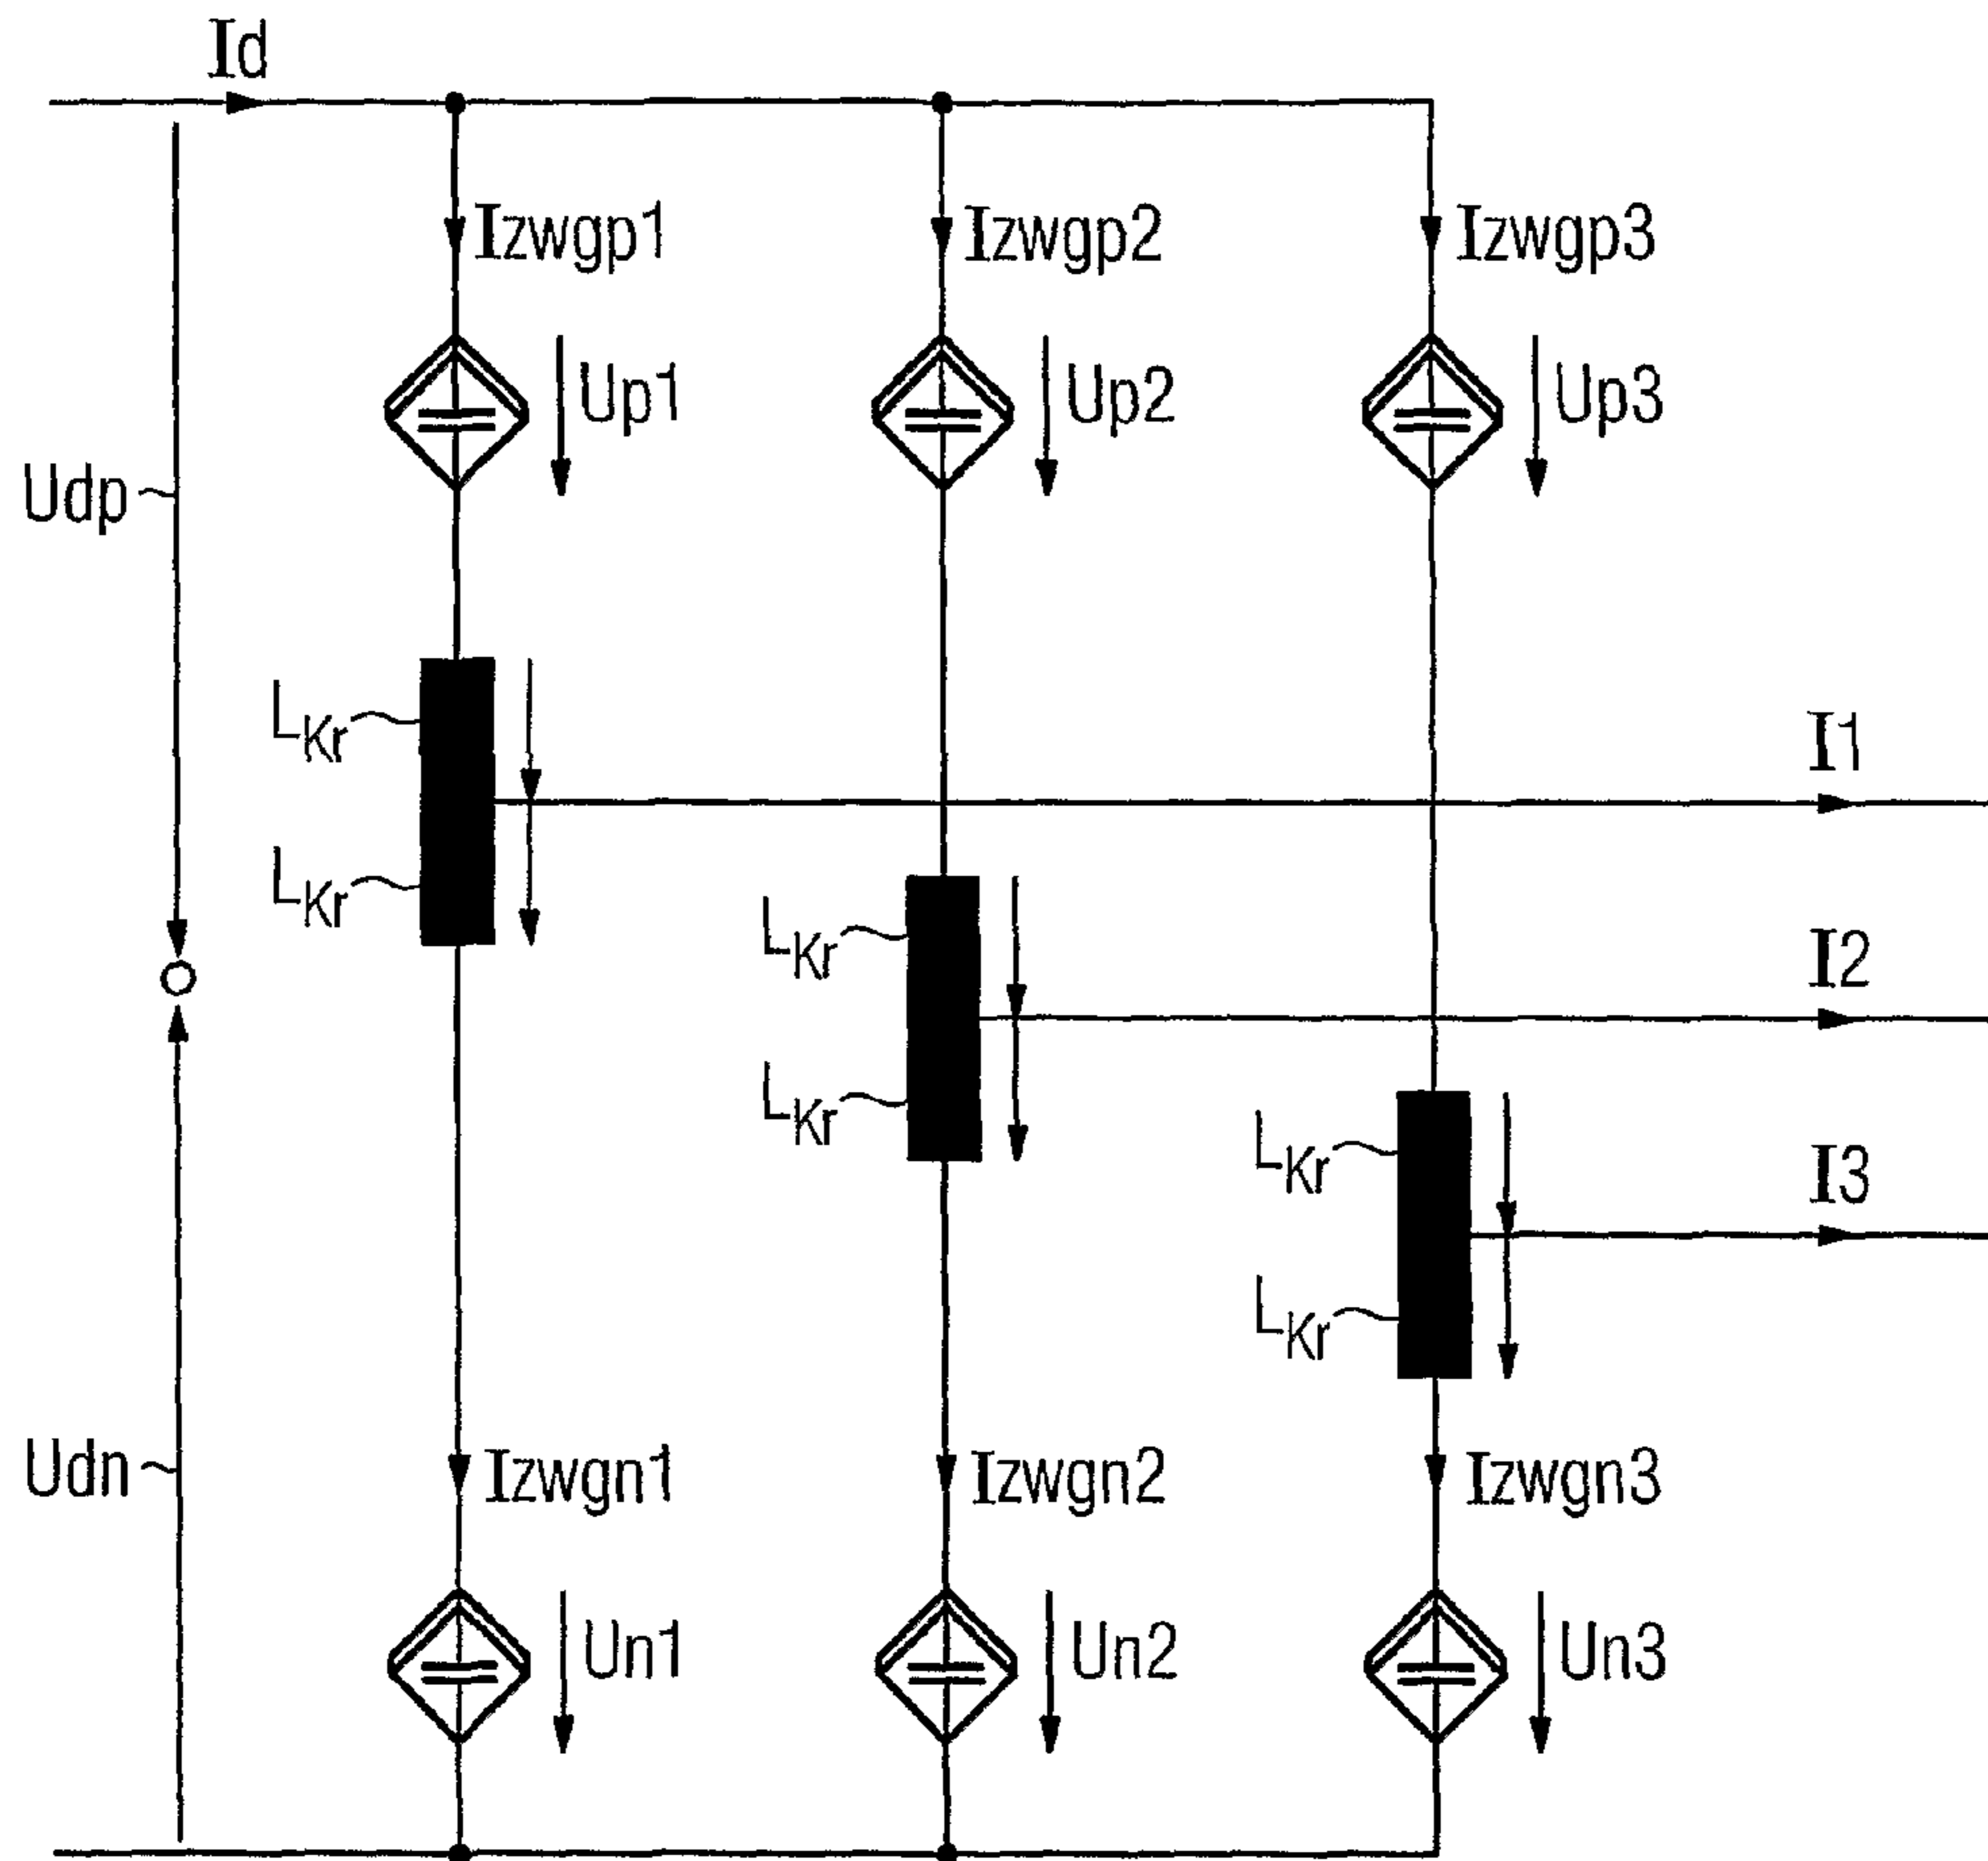 Id
Izwgp1 Izwgp2 Izwgp3
Up1 Up2 Up3
Udp
LKr
I1
LKr
LKr
I2
LKr
LKr
I3
LKr
Udn
Izwgn1 Izwgn2 Izwgn3
Un1 Un2 Un3